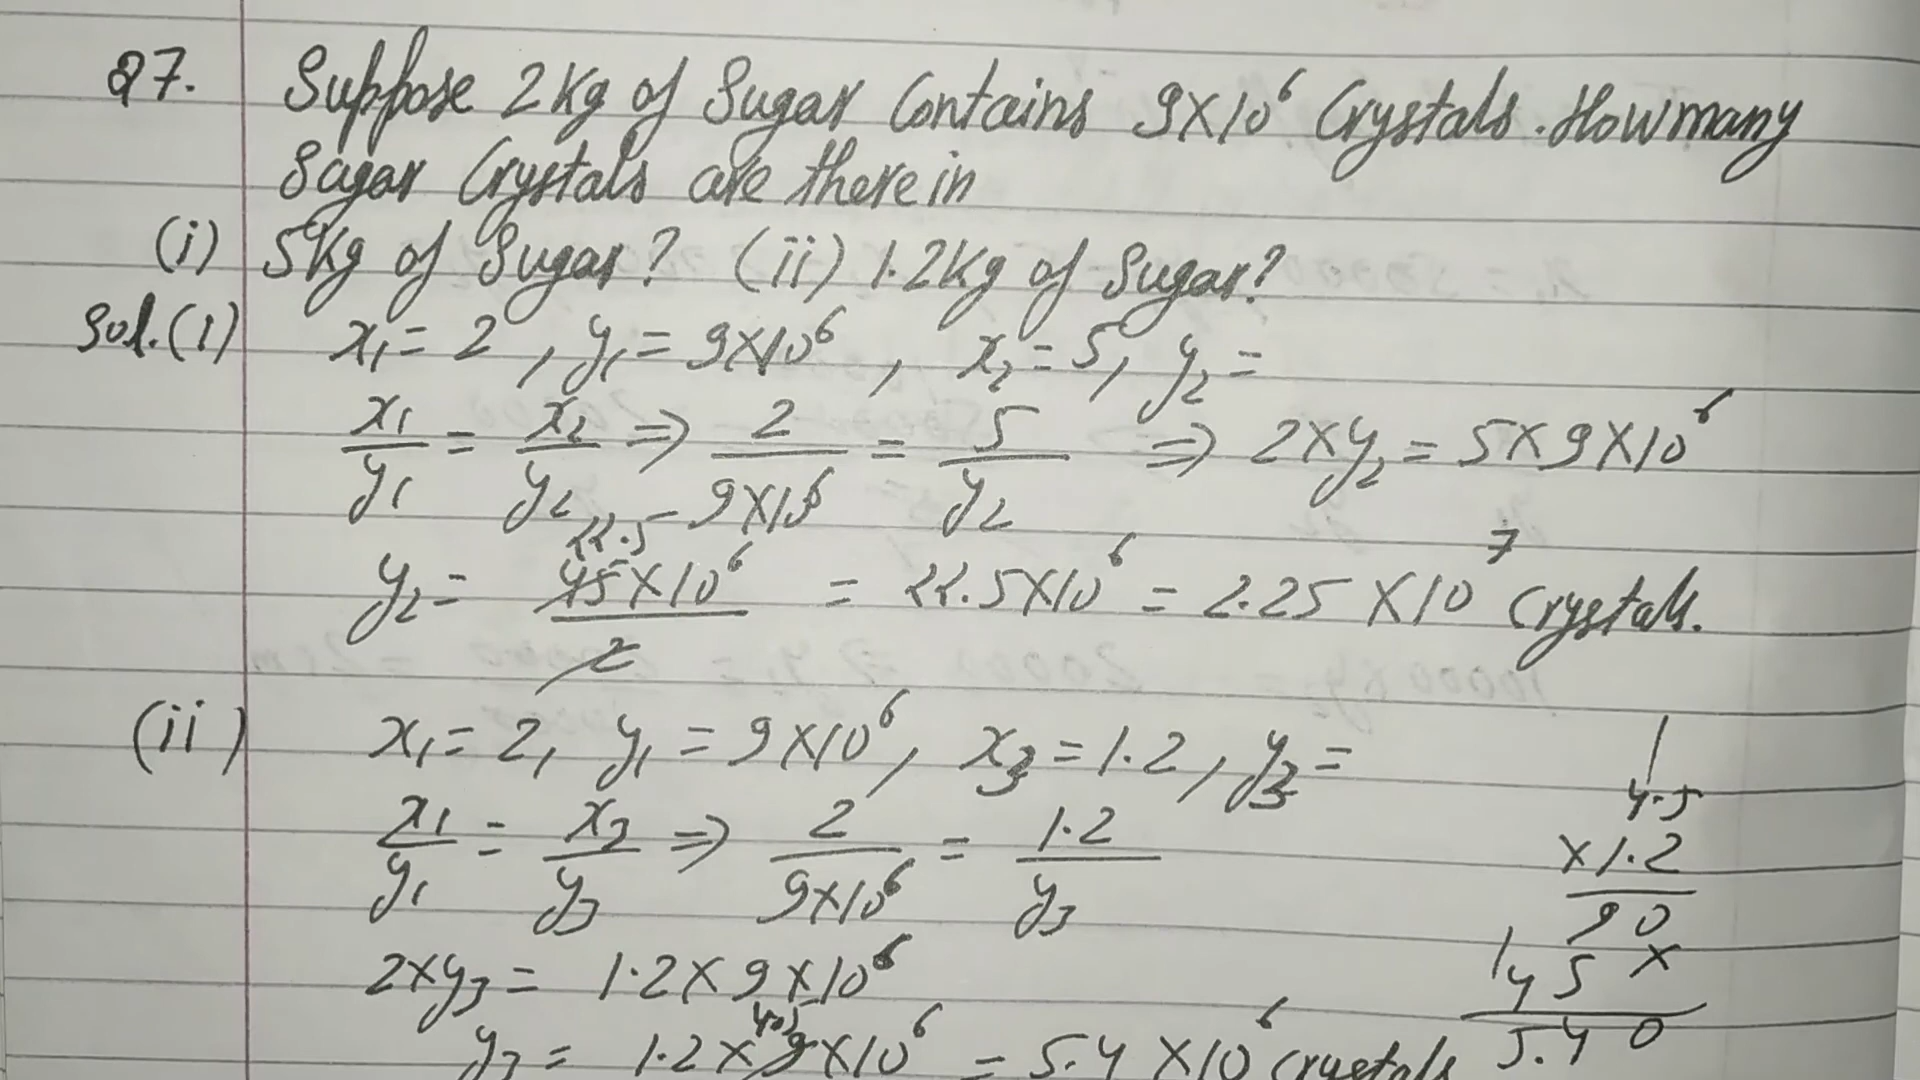 Q7. Suppose 2Kg of Sugar Contains 9×10⁶ Crystals. How many
Sugar Crystals are there in
(i) 5Kg of Sugar? (ii) 1.2Kg of Sugar?
Sol.(1) x₁ = 2, y₁ = 9×10⁶, x₂ = 5, y₂ =
x₁/y₁ = x₂/y₂ ⇒ 2/(9×10⁶) = 5/y₂ ⇒ 2×y₂ = 5×9×10⁶
22.5
y₂ = 45×10⁶/2 = 22.5×10⁶ = 2.25×10⁷ Crystals.
(ii) x₁ = 2, y₁ = 9×10⁶, x₃ = 1.2, y₃ =
x₁/y₁ = x₃/y₃ ⇒ 2/(9×10⁶) = 1.2/y₃
2×y₃ = 1.2×9×10⁶
4.5
y₃ = 1.2×9×10⁶ = 5.4×10⁶ crystals
1
4.5
×1.2
90
1 45×
5.40